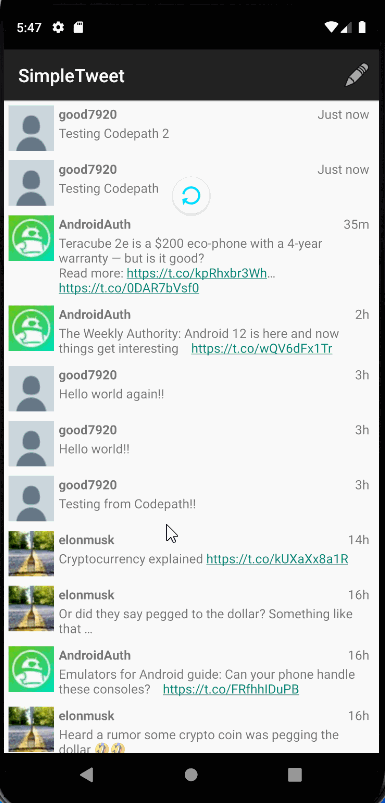 5:47
SimpleTweet
good7920 Just now
Testing Codepath 2
good7920 Just now
Testing Codepath
AndroidAuth 35m
Teracube 2e is a $200 eco-phone with a 4-year
warranty — but is it good?
Read more: https://t.co/kpRhxbr3Wh…
https://t.co/0DAR7bVsf0
AndroidAuth 2h
The Weekly Authority: Android 12 is here and now
things get interesting https://t.co/wQV6dFx1Tr
good7920 3h
Hello world again!!
good7920 3h
Hello world!!
good7920 3h
Testing from Codepath!!
elonmusk 14h
Cryptocurrency explained https://t.co/kUXaXx8a1R
elonmusk 16h
Or did they say pegged to the dollar? Something like
that …
AndroidAuth 16h
Emulators for Android guide: Can your phone handle
these consoles? https://t.co/FRfhhIDuPB
elonmusk 16h
Heard a rumor some crypto coin was pegging the
dollar 🤣🤣